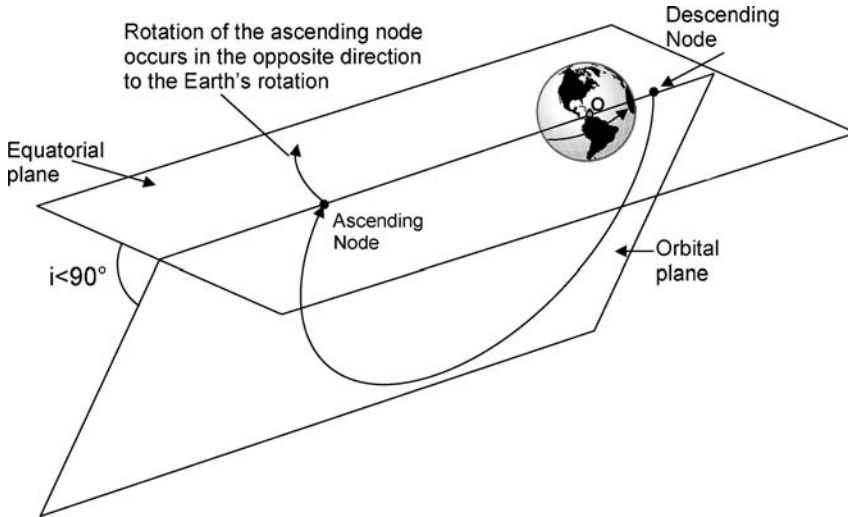 Rotation of the ascending node
occurs in the opposite direction
to the Earth's rotation
Descending
Node
O
Equatorial
plane
Ascending
Node
Orbital
plane
i<90°